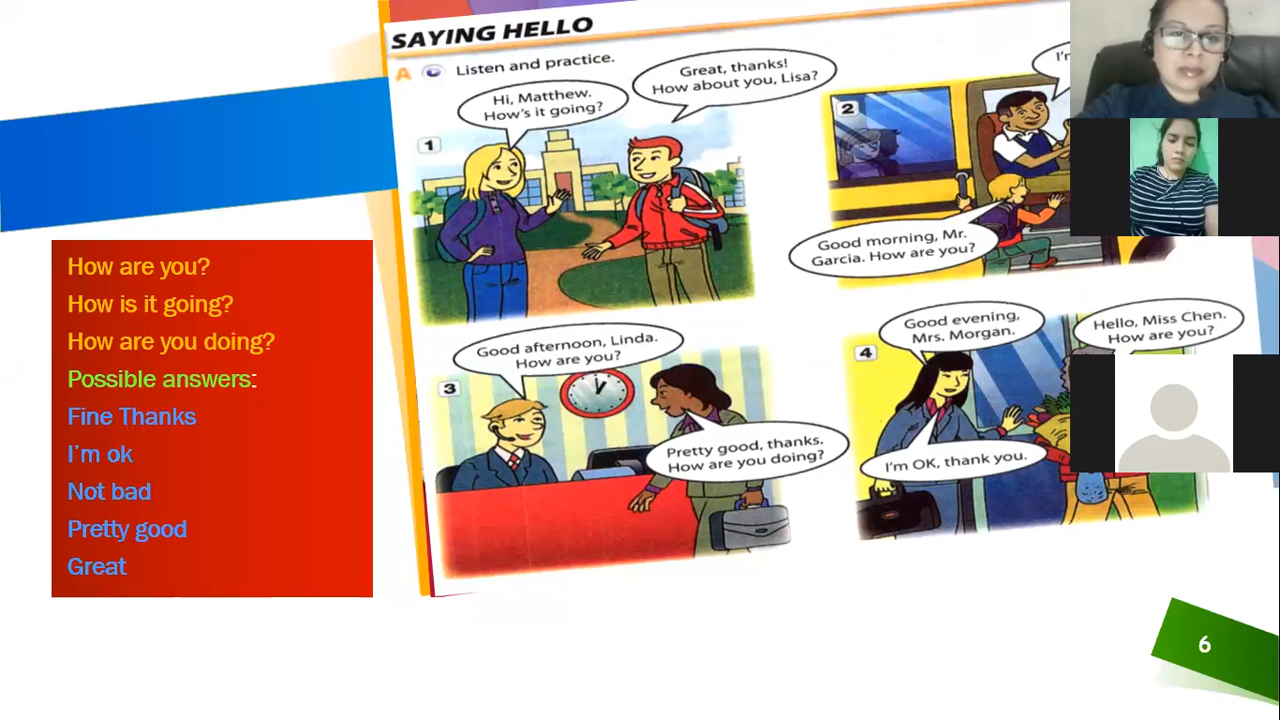 SAYING HELLO
A Listen and practice.
Hi, Matthew.
How's it going?
Great, thanks!
How about you, Lisa?
1
2
Good morning, Mr.
Garcia. How are you?
3
Good afternoon, Linda.
How are you?
Pretty good, thanks.
How are you doing?
4
Good evening,
Mrs. Morgan.
Hello, Miss Chen.
How are you?
I'm OK, thank you.
How are you?
How is it going?
How are you doing?
Possible answers:
Fine Thanks
I'm ok
Not bad
Pretty good
Great
6